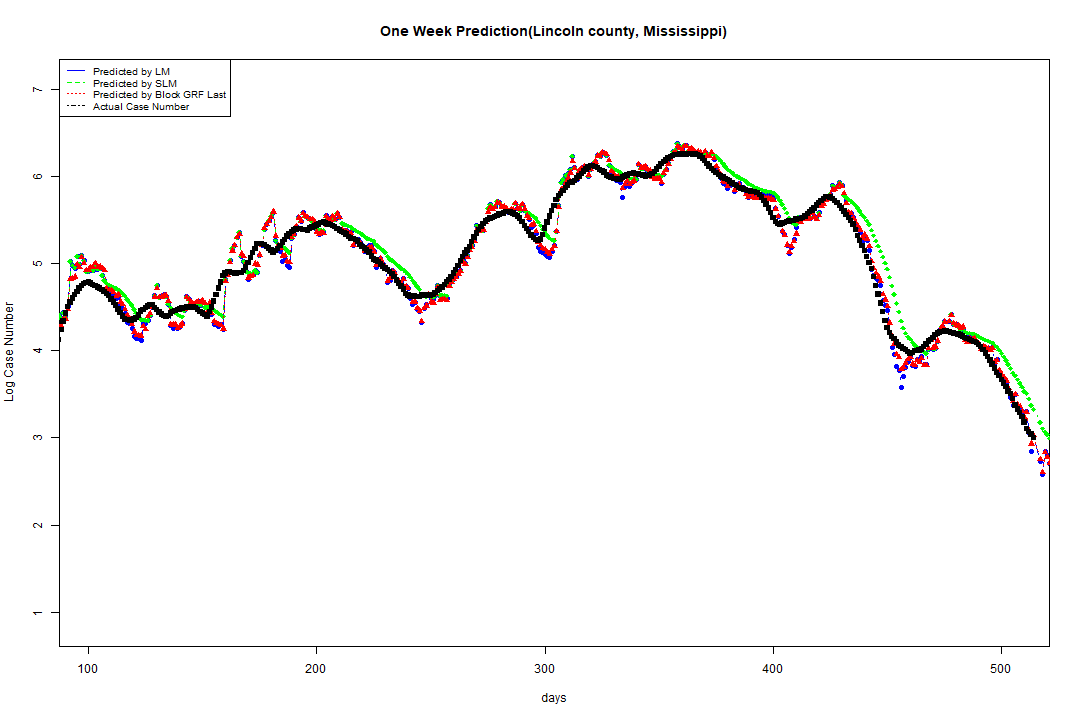 One Week Prediction(Lincoln county, Mississippi)
Predicted by LM
Predicted by SLM
Predicted by Block GRF Last
Actual Case Number
7
6
5
4
3
2
1
Log Case Number
100 200 300 400 500
days